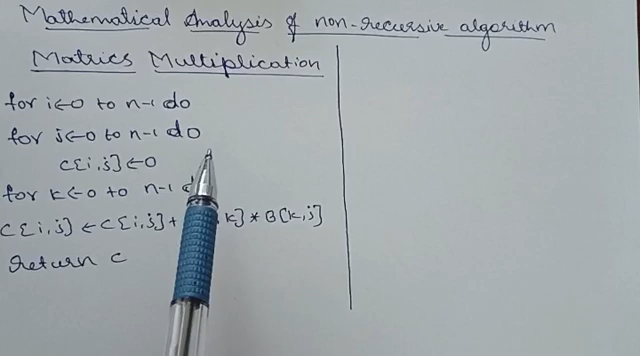 Mathematical Analysis of non-recursive algorithm
Matrics Multiplication
for i←0 to n-1 do
for j←0 to n-1 do
C[i,j]←0
for k←0 to n-1 d
C[i,j]←C[i,j]+ ,k]*B[k,j]
return C